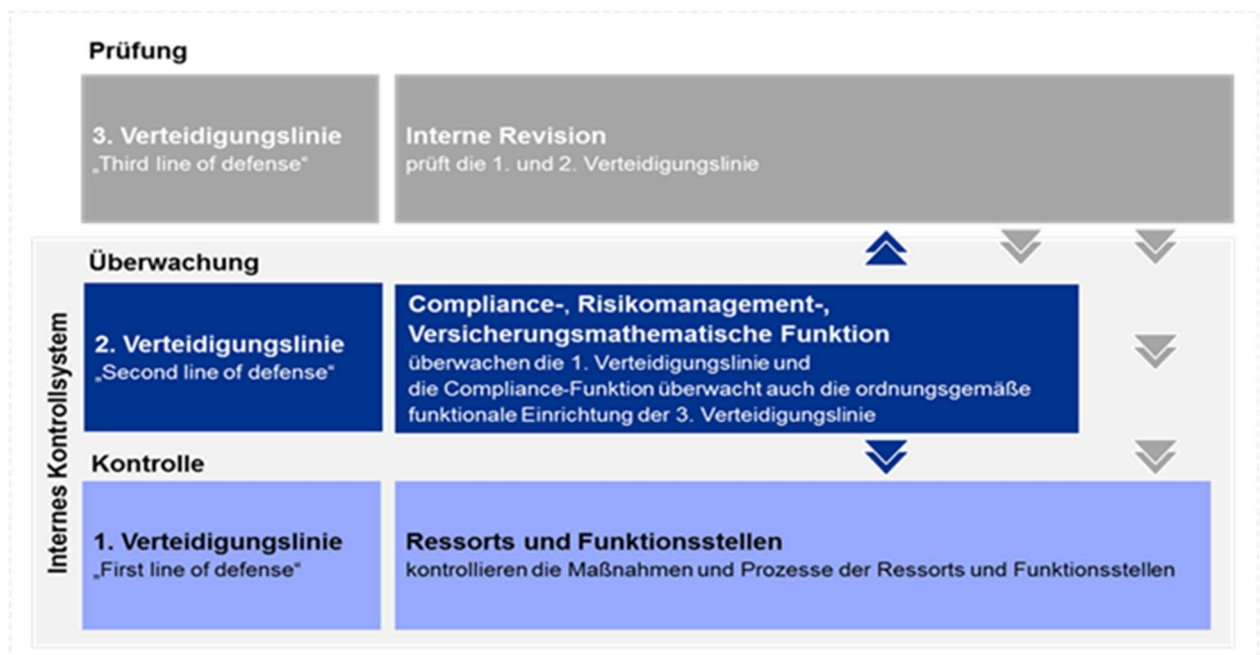 Prüfung
3. Verteidigungslinie
„Third line of defense“
Interne Revision
prüft die 1. und 2. Verteidigungslinie
Internes Kontrollsystem
Überwachung
2. Verteidigungslinie
„Second line of defense“
Compliance-, Risikomanagement-,
Versicherungsmathematische Funktion
überwachen die 1. Verteidigungslinie und
die Compliance-Funktion überwacht auch die ordnungsgemäße
funktionale Einrichtung der 3. Verteidigungslinie
Kontrolle
1. Verteidigungslinie
„First line of defense“
Ressorts und Funktionsstellen
kontrollieren die Maßnahmen und Prozesse der Ressorts und Funktionsstellen